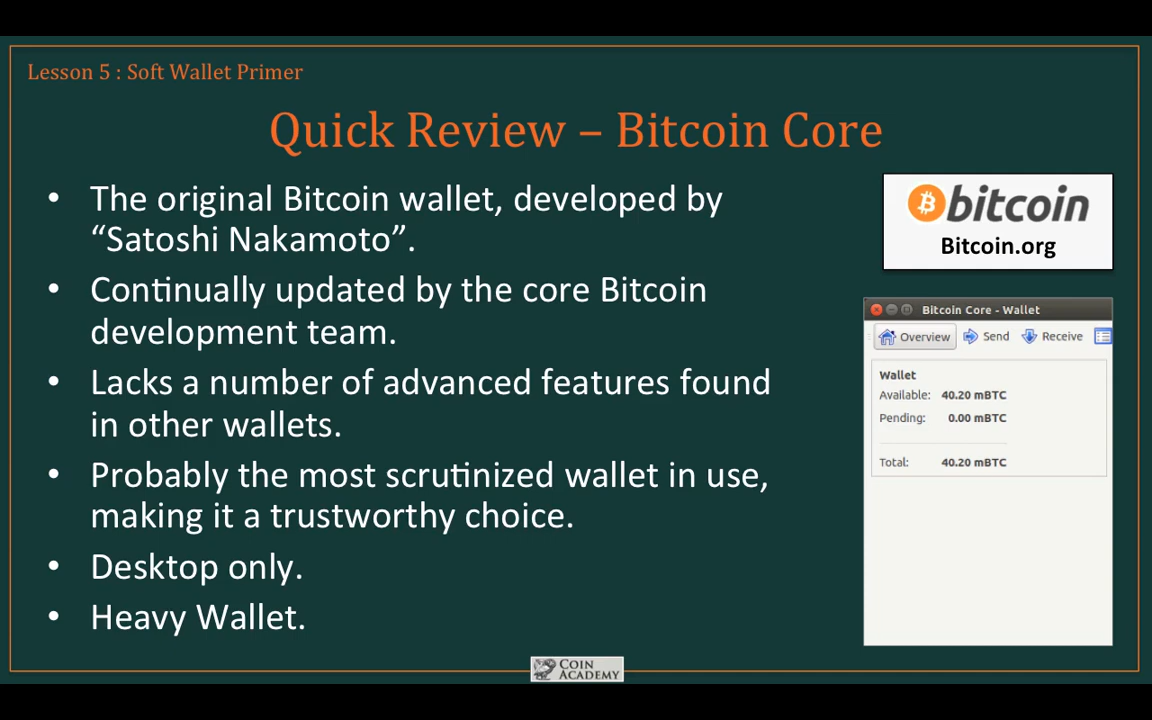 Lesson 5 : Soft Wallet Primer
Quick Review – Bitcoin Core
• The original Bitcoin wallet, developed by
“Satoshi Nakamoto”.
• Continually updated by the core Bitcoin
development team.
• Lacks a number of advanced features found
in other wallets.
• Probably the most scrutinized wallet in use,
making it a trustworthy choice.
• Desktop only.
• Heavy Wallet.
bitcoin
Bitcoin.org
Bitcoin Core - Wallet
Overview Send Receive
Wallet
Available: 40.20 mBTC
Pending: 0.00 mBTC
Total: 40.20 mBTC
COIN
ACADEMY